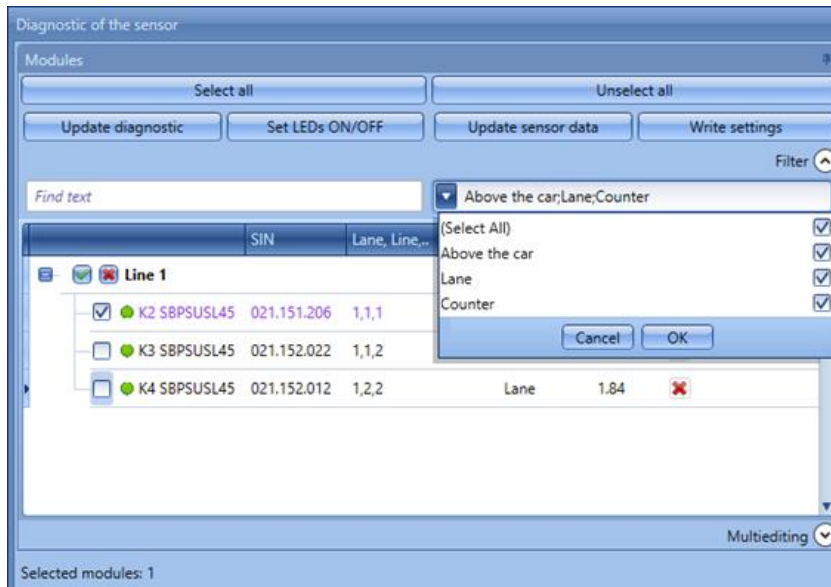 Diagnostic of the sensor
Modules
Select all Unselect all
Update diagnostic Set LEDs ON/OFF Update sensor data Write settings
Filter
Find text Above the car;Lane;Counter
(Select All)
Above the car
Lane
Counter
Cancel OK
SIN Lane, Line,..
Line 1
K2 SBPSUSL45 021.151.206 1,1,1
K3 SBPSUSL45 021.152.022 1,1,2
K4 SBPSUSL45 021.152.012 1,2,2 Lane 1.84
Multiediting
Selected modules: 1